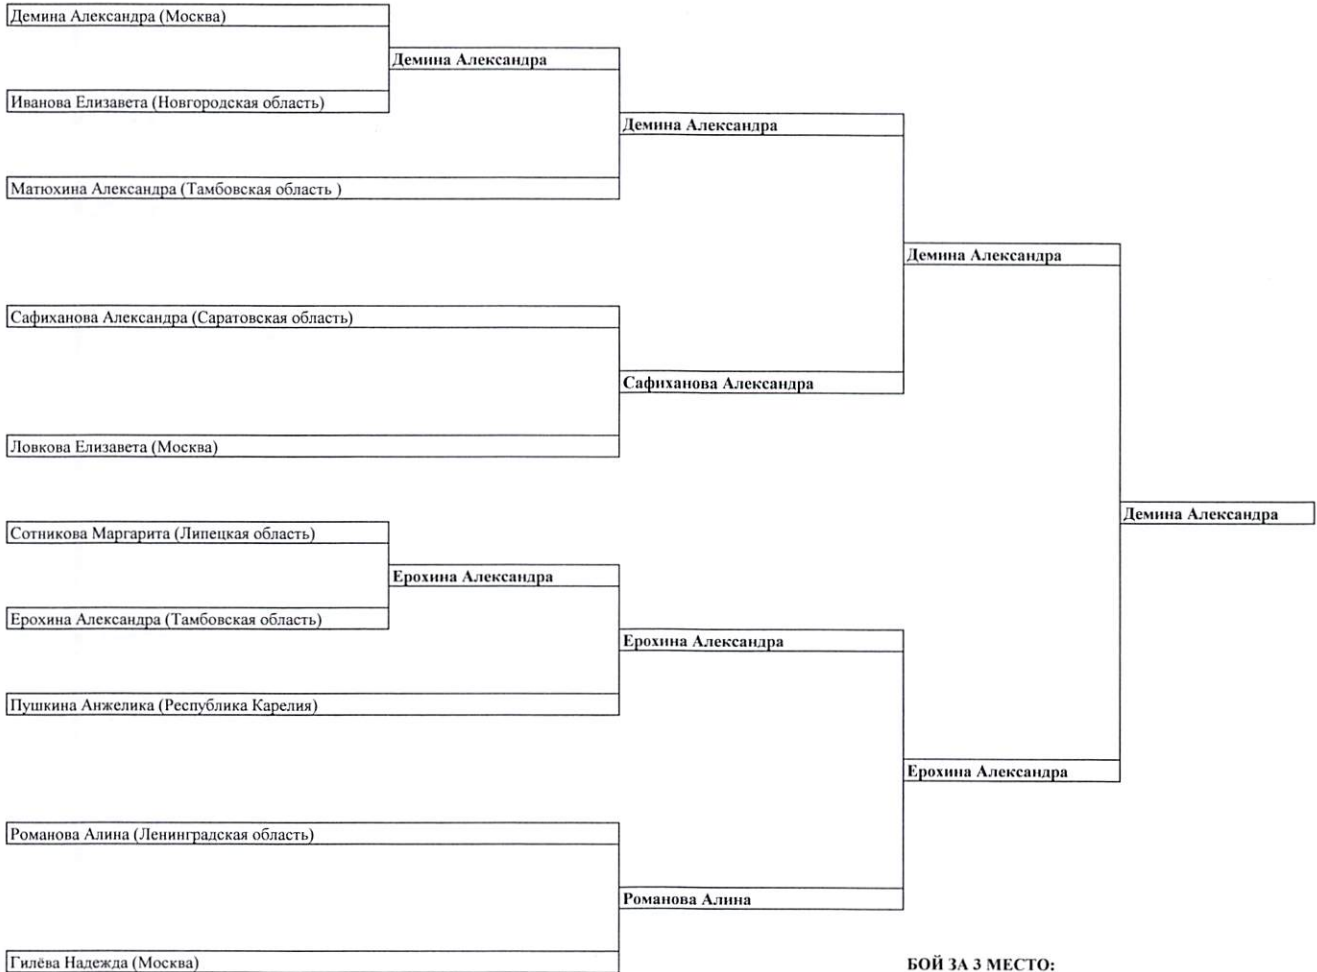 Демина Александра (Москва)
Демина Александра
Иванова Елизавета (Новгородская область)
Демина Александра
Матюхина Александра (Тамбовская область )
Демина Александра
Сафиханова Александра (Саратовская область)
Сафиханова Александра
Ловкова Елизавета (Москва)
Демина Александра
Сотникова Маргарита (Липецкая область)
Ерохина Александра
Ерохина Александра (Тамбовская область)
Ерохина Александра
Пушкина Анжелика (Республика Карелия)
Ерохина Александра
Романова Алина (Ленинградская область)
Романова Алина
Гилёва Надежда (Москва)
БОЙ ЗА 3 МЕСТО: